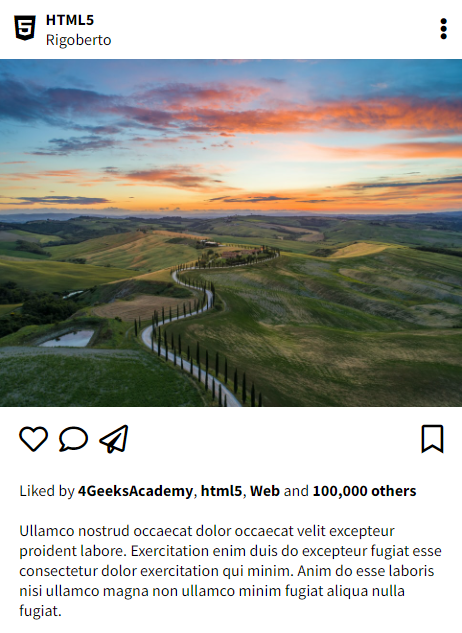 HTML5
Rigoberto
Liked by 4GeeksAcademy, html5, Web and 100,000 others
Ullamco nostrud occaecat dolor occaecat velit excepteur
proident labore. Exercitation enim duis do excepteur fugiat esse
consectetur dolor exercitation qui minim. Anim do esse laboris
nisi ullamco magna non ullamco minim fugiat aliqua nulla
fugiat.